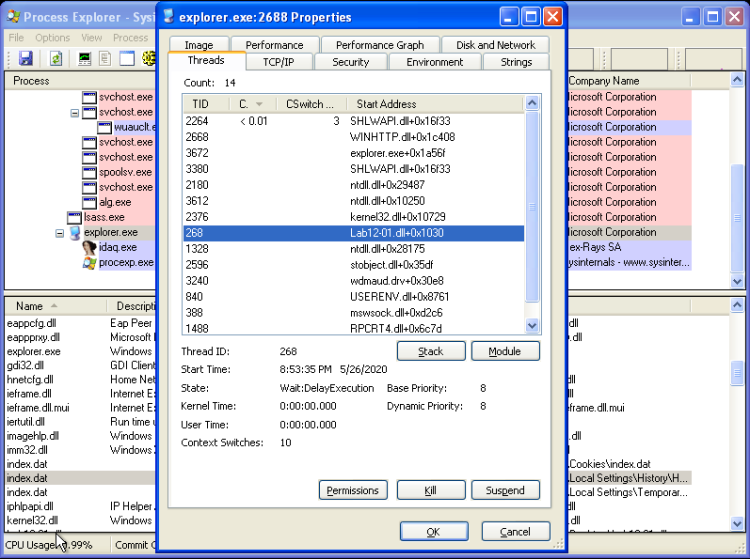 Process Explorer - Sysi
explorer.exe:2688 Properties
File Options View Process
Image Performance Performance Graph Disk and Network
Threads TCP/IP Security Environment Strings
Count: 14
TID C. CSwitch ... Start Address
2264 < 0.01 3 SHLWAPI.dll+0x16f33
2668 WINHTTP.dll+0x1c408
3672 explorer.exe+0x1a56f
3380 SHLWAPI.dll+0x16f33
2180 ntdll.dll+0x29487
3612 ntdll.dll+0x10250
2376 kernel32.dll+0x10729
268 Lab12-01.dll+0x1030
1328 ntdll.dll+0x28175
2596 stobject.dll+0x35df
3240 wdmaud.drv+0x30e8
840 USERENV.dll+0x8761
388 mswsock.dll+0xd2c6
1488 RPCRT4.dll+0x6c7d
Thread ID: 268 Stack Module
Start Time: 8:53:35 PM 5/26/2020
State: Wait:DelayExecution Base Priority: 8
Kernel Time: 0:00:00.000 Dynamic Priority: 8
User Time: 0:00:00.000
Context Switches: 10
Permissions Kill Suspend
OK Cancel
Process
svchost.exe
svchost.exe
wuauclt.e
svchost.exe
svchost.exe
spoolsv.exe
svchost.exe
alg.exe
lsass.exe
explorer.exe
idaq.exe
procexp.exe
Company Name
icrosoft Corporation
icrosoft Corporation
icrosoft Corporation
icrosoft Corporation
icrosoft Corporation
icrosoft Corporation
icrosoft Corporation
icrosoft Corporation
icrosoft Corporation
icrosoft Corporation
ex-Rays SA
ysinternals - www.sysinter...
Name Descripti
eappcfg.dll Eap Peer
eappprxy.dll Microsoft
explorer.exe Windows
gdi32.dll GDI Client
hnetcfg.dll Home Net
ieframe.dll Internet E
ieframe.dll.mui Internet E
iertutil.dll Run time u
imagehlp.dll Windows
imm32.dll Windows
index.dat
index.dat
index.dat
iphlpapi.dll IP Helper
kernel32.dll Windows
.dll
frame.dll.mui
.dll
\Cookies\index.dat
\Local Settings\History\H...
\Local Settings\Temporar...
CPU Usage .99% Commit C